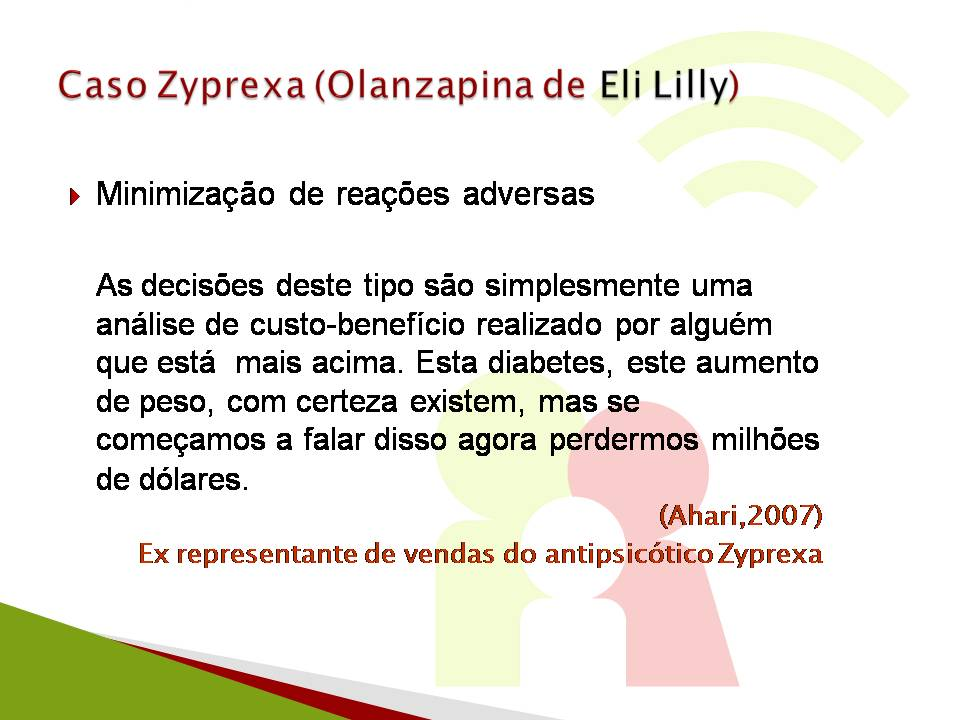 Caso Zyprexa (Olanzapina de Eli Lilly)
Minimização de reações adversas
As decisões deste tipo são simplesmente uma
análise de custo-benefício realizado por alguém
que está  mais acima. Esta diabetes, este aumento
de peso, com certeza existem, mas se
começamos a falar disso agora perdermos milhões
de dólares.
(Ahari,2007)
Ex representante de vendas do antipsicótico Zyprexa